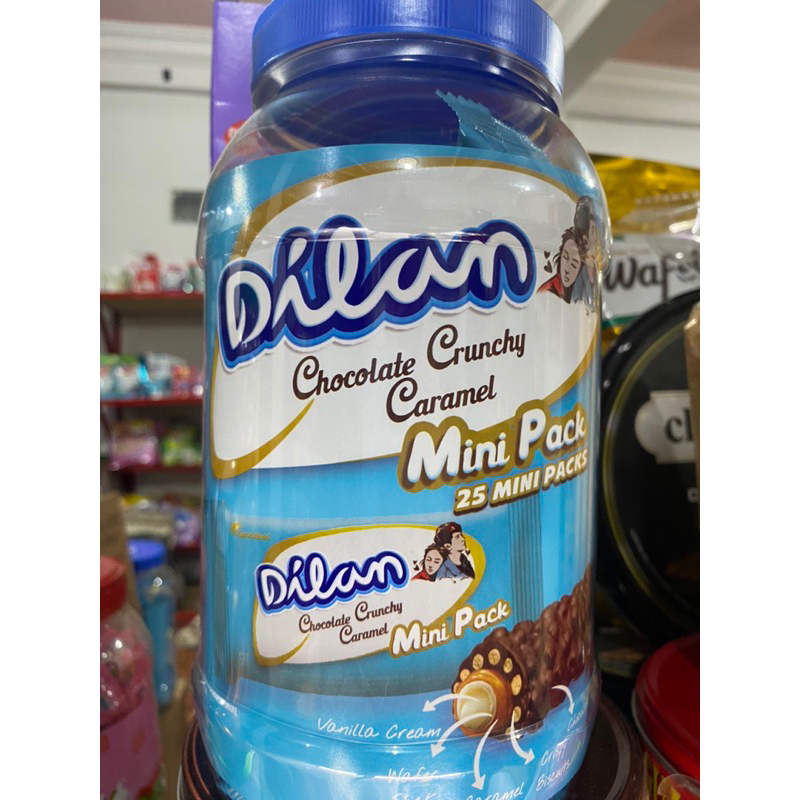 Dilan
Chocolate Crunchy
Caramel
Mini Pack
25 MINI PACKS
Dilan
Chocolate Crunchy
Caramel
Mini Pack
Vanilla Cream
Wafer
Caramel
Crispy
Biscuits
Waf
cl